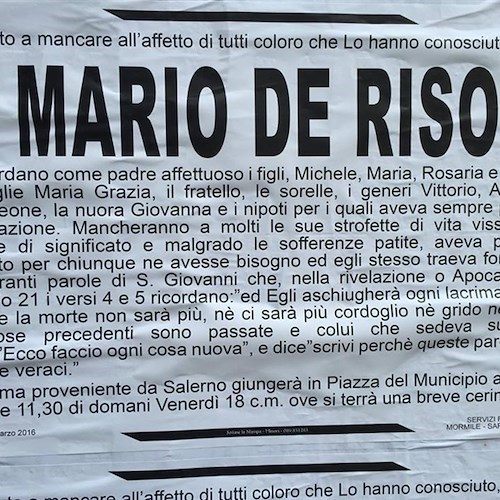 to a mancare all'affetto di tutti coloro che Lo hanno conosciuto
MARIO DE RISO
rdano come padre affettuoso i figli, Michele, Maria, Rosaria e
glie Maria Grazia, il fratello, le sorelle, i generi Vittorio, A
eone, la nuora Giovanna e i nipoti per i quali aveva sempre
azione. Mancheranno a molti le sue strofette di vita viss
e di significato e malgrado le sofferenze patite, aveva p
to per chiunque ne avesse bisogno ed egli stesso traeva for
ranti parole di S. Giovanni che, nella rivelazione o Apoca
o 21 i versi 4 e 5 ricordano:"ed Egli aschiugherà ogni lacrima
e la morte non sarà più, nè ci sarà più cordoglio nè grido n
ose precedenti sono passate e colui che sedeva s
"Ecco faccio ogni cosa nuova", e dice"scrivi perchè queste par
e veraci."
ma proveniente da Salerno giungerà in Piazza del Municipio a
e 11,30 di domani Venerdì 18 c.m. ove si terrà una breve cerin
arzo 2016
SERVIZI F
MORMILE - SAR
to a mancare all'affetto di tutti coloro che Lo hanno conosciuto,